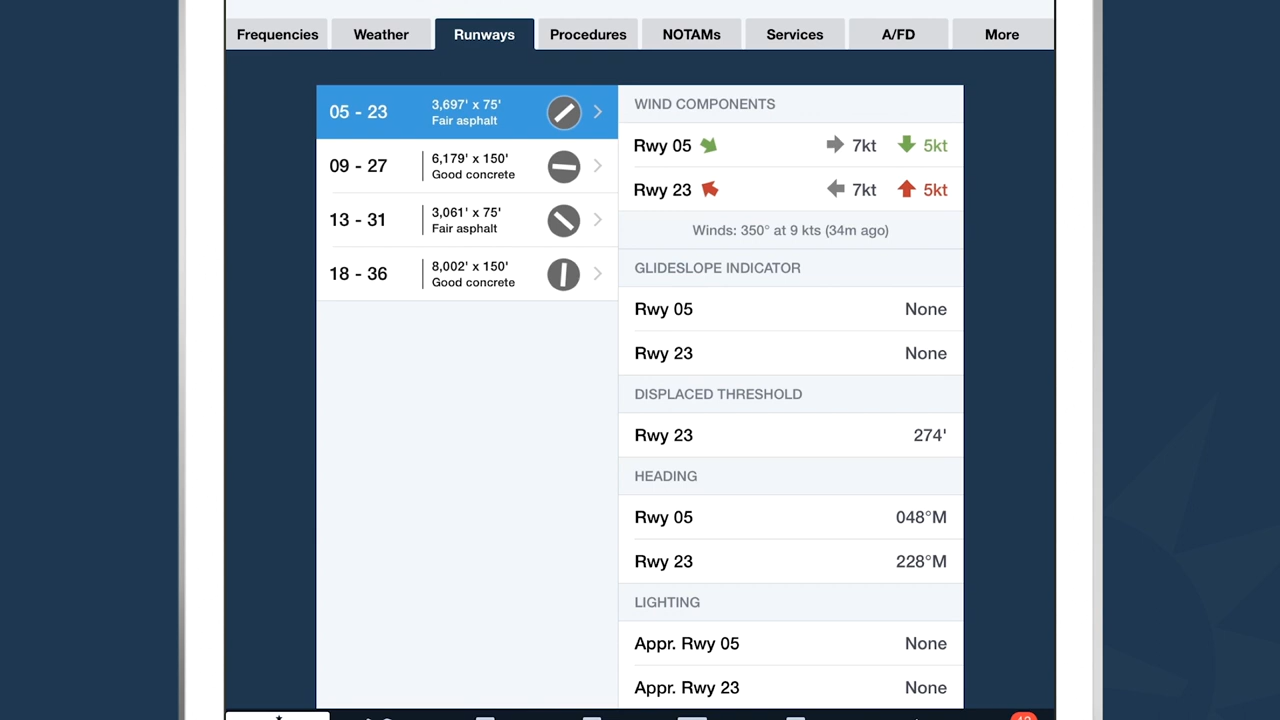 Frequencies Weather Runways Procedures NOTAMs Services A/FD More
05 - 23
3,697' x 75'
Fair asphalt
09 - 27
6,179' x 150'
Good concrete
13 - 31
3,061' x 75'
Fair asphalt
18 - 36
8,002' x 150'
Good concrete
WIND COMPONENTS
Rwy 05 7kt 5kt
Rwy 23 7kt 5kt
Winds: 350° at 9 kts (34m ago)
GLIDESLOPE INDICATOR
Rwy 05 None
Rwy 23 None
DISPLACED THRESHOLD
Rwy 23 274'
HEADING
Rwy 05 048°M
Rwy 23 228°M
LIGHTING
Appr. Rwy 05 None
Appr. Rwy 23 None